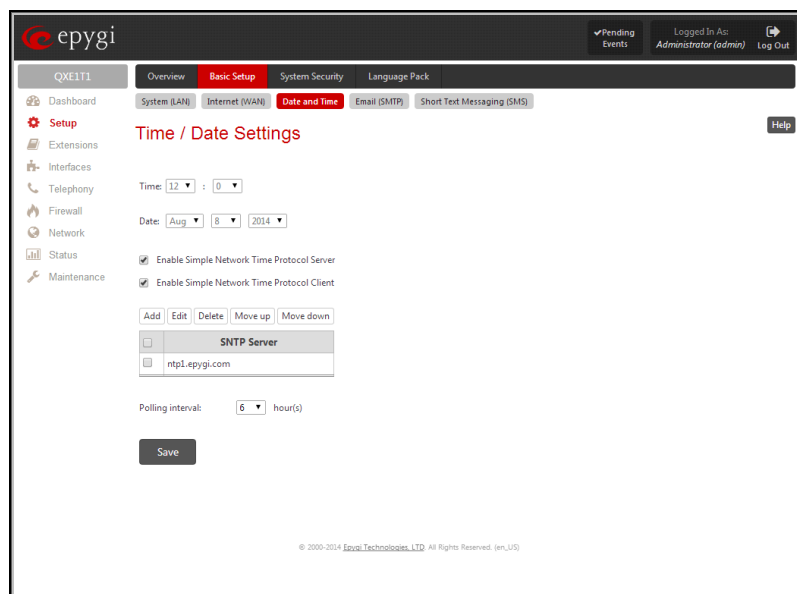 epygi
✔Pending Events
Logged In As:
Administrator (admin)
Log Out
QXE1T1
Dashboard
Setup
Extensions
Interfaces
Telephony
Firewall
Network
Status
Maintenance
Overview Basic Setup System Security Language Pack
System (LAN) Internet (WAN) Date and Time Email (SMTP) Short Text Messaging (SMS)
Help
Time / Date Settings
Time: 12 : 0
Date: Aug 8 2014
Enable Simple Network Time Protocol Server
Enable Simple Network Time Protocol Client
Add Edit Delete Move up Move down
SNTP Server
ntp1.epygi.com
Polling interval: 6 hour(s)
Save
© 2000-2014 Epygi Technologies, LTD. All Rights Reserved. (en_US)